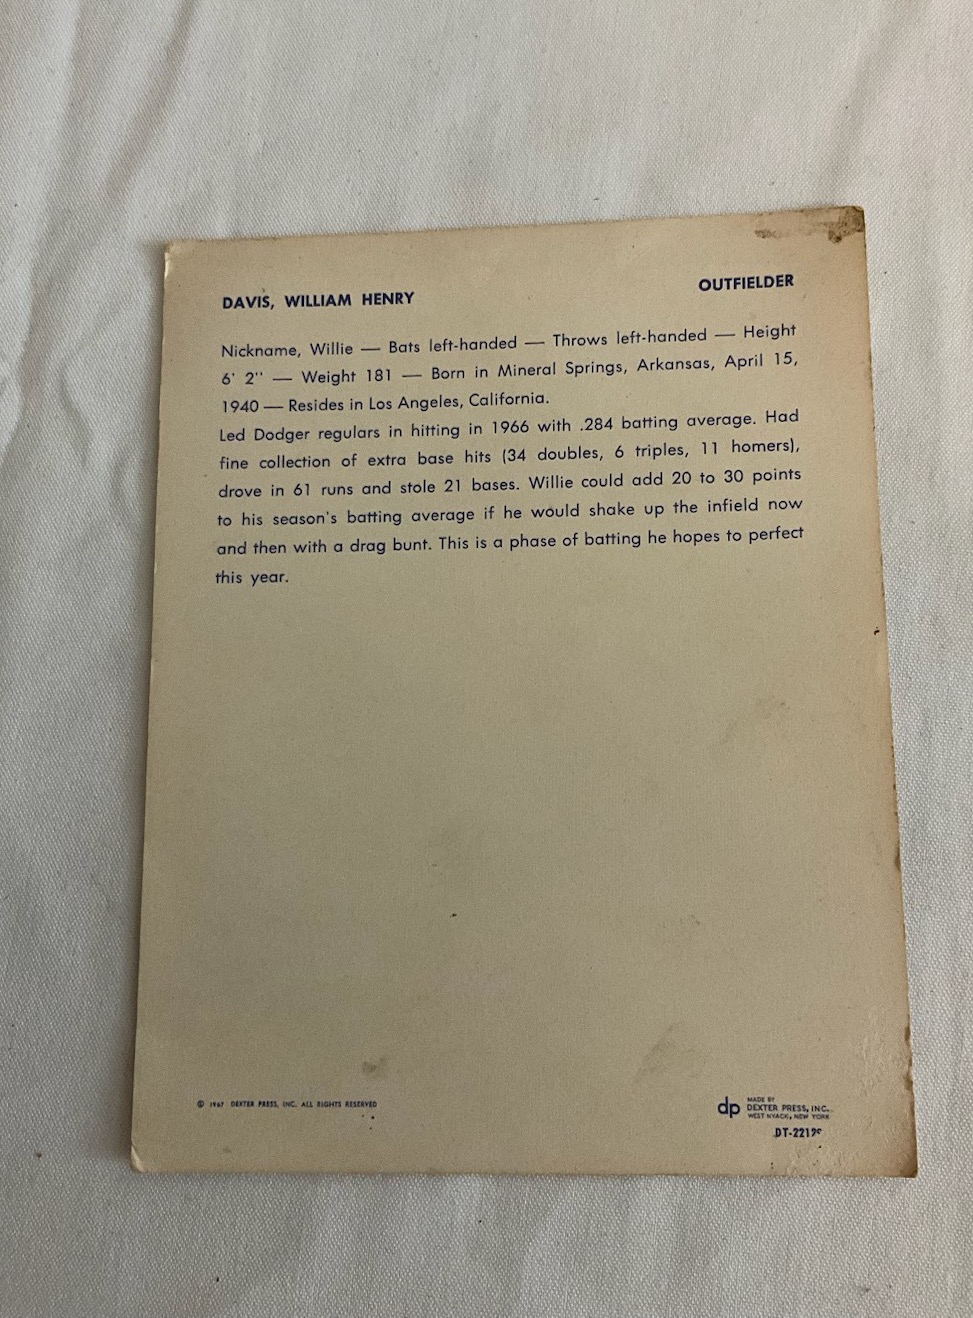 DAVIS, WILLIAM HENRY OUTFIELDER
Nickname, Willie — Bats left-handed — Throws left-handed — Height
6' 2" — Weight 181 — Born in Mineral Springs, Arkansas, April 15,
1940 — Resides in Los Angeles, California.
Led Dodger regulars in hitting in 1966 with .284 batting average. Had
fine collection of extra base hits (34 doubles, 6 triples, 11 homers),
drove in 61 runs and stole 21 bases. Willie could add 20 to 30 points
to his season's batting average if he would shake up the infield now
and then with a drag bunt. This is a phase of batting he hopes to perfect
this year.
© 1967 DEXTER PRESS, INC. ALL RIGHTS RESERVED
dp MADE BY
DEXTER PRESS, INC.
WEST NYACK, NEW YORK